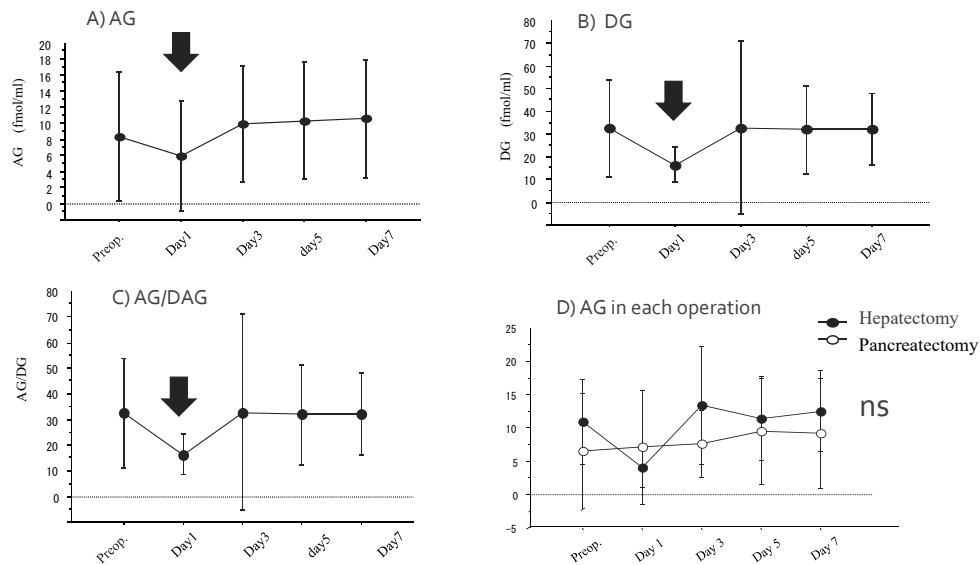 A) AG
20
18
16
14
12
10
8
6
4
2
0
AG (fmol/ml)
Preop.
Day1
Day3
day5
Day7
B) DG
80
70
60
50
40
30
20
10
0
DG (fmol/ml)
Preop.
Day1
Day3
day5
Day7
C) AG/DAG
80
70
60
50
40
30
20
10
0
AG/DG
Preop.
Day1
Day3
day5
Day7
D) AG in each operation
Hepatectomy
Pancreatectomy
25
20
15
10
5
0
-5
ns
Preop.
Day 1
Day 3
Day 5
Day 7